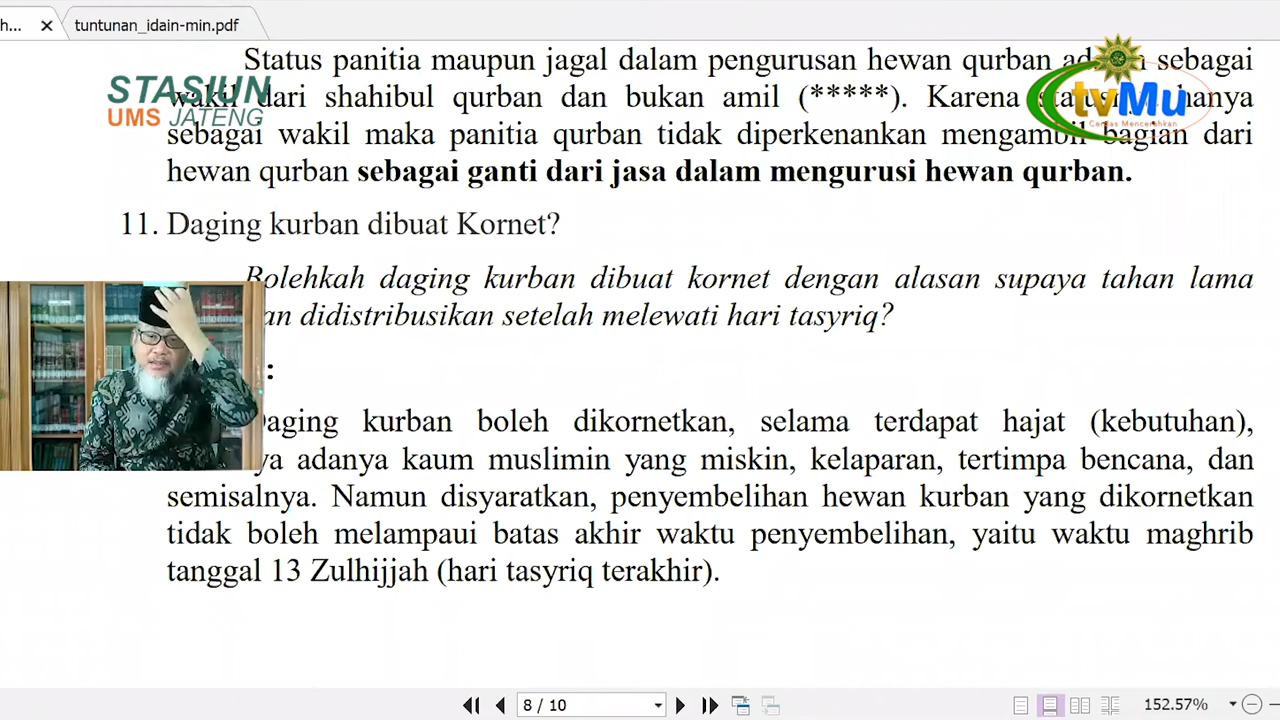 h...
tuntunan_idain-min.pdf
Status panitia maupun jagal dalam pengurusan hewan qurban sebagai
STASIUN
UMS JATENG
tvMu
Cerdas Mencerahkan
wakil dari shahibul qurban dan bukan amil (*****). Karena hanya
sebagai wakil maka panitia qurban tidak diperkenankan mengambil bagian dari
hewan qurban sebagai ganti dari jasa dalam mengurusi hewan qurban.
11. Daging kurban dibuat Kornet?
Bolehkah daging kurban dibuat kornet dengan alasan supaya tahan lama
didistribusikan setelah melewati hari tasyriq?
:
Daging kurban boleh dikornetkan, selama terdapat hajat (kebutuhan),
adanya kaum muslimin yang miskin, kelaparan, tertimpa bencana, dan
semisalnya. Namun disyaratkan, penyembelihan hewan kurban yang dikornetkan
tidak boleh melampaui batas akhir waktu penyembelihan, yaitu waktu maghrib
tanggal 13 Zulhijjah (hari tasyriq terakhir).
8 / 10
152.57%